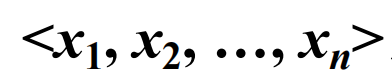 <x₁, x₂, …, xₙ>